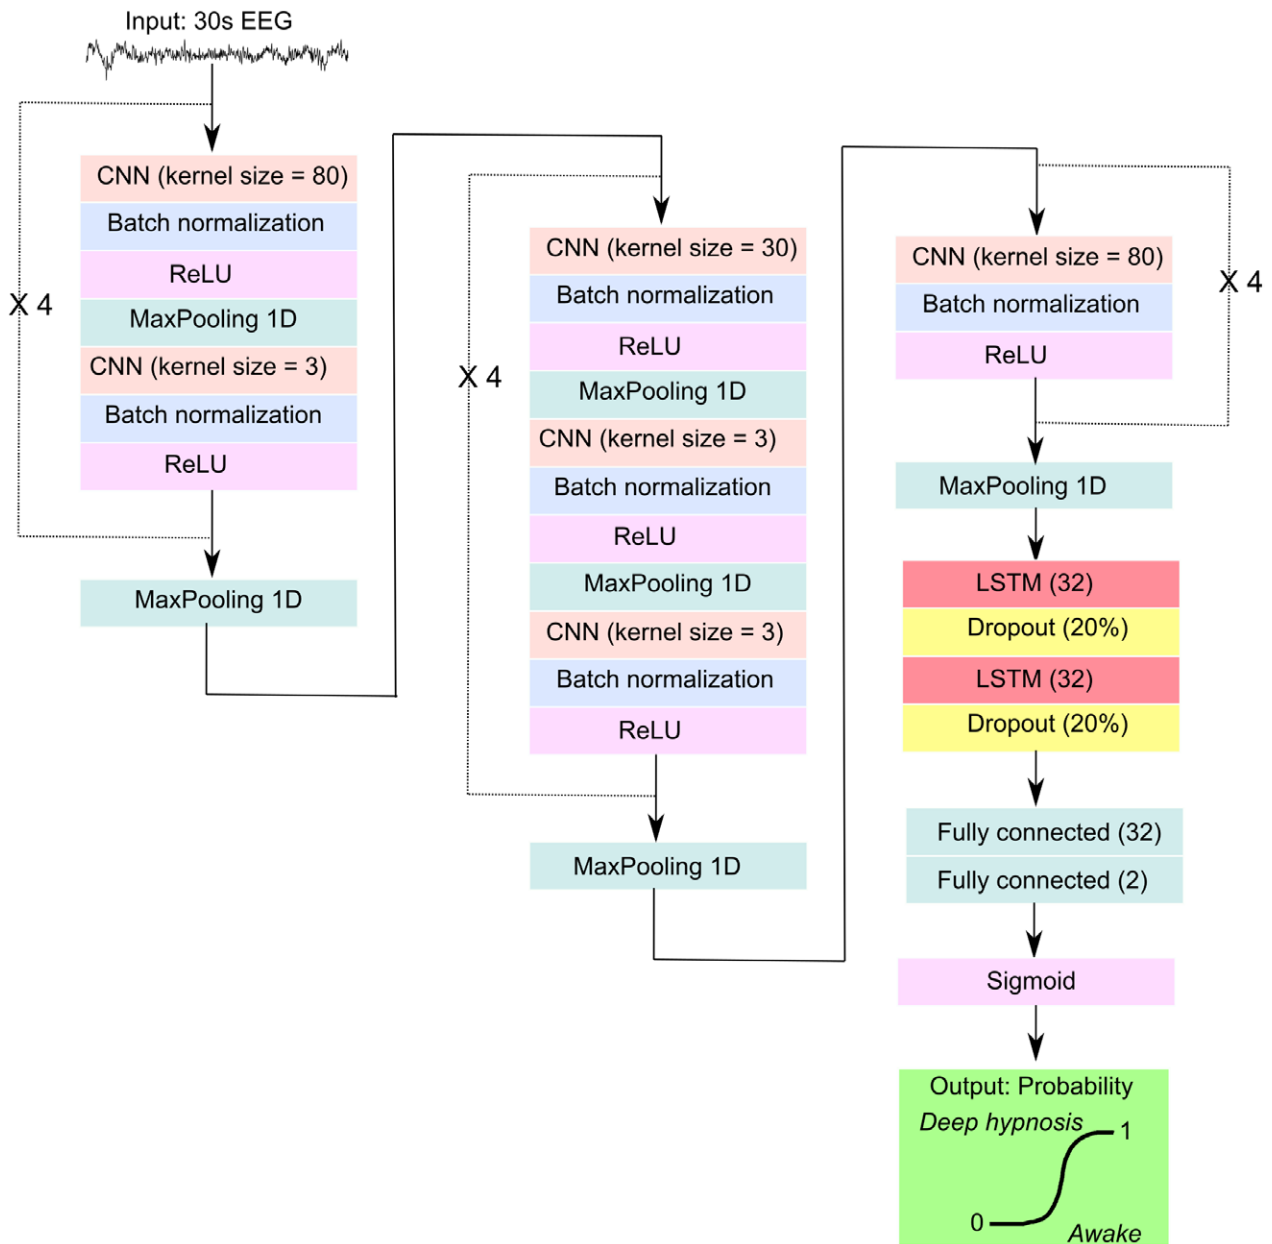 Input: 30s EEG
CNN (kernel size = 80)
Batch normalization
ReLU
MaxPooling 1D
CNN (kernel size = 3)
Batch normalization
ReLU
X 4
MaxPooling 1D
CNN (kernel size = 30)
Batch normalization
ReLU
MaxPooling 1D
CNN (kernel size = 3)
Batch normalization
ReLU
MaxPooling 1D
CNN (kernel size = 3)
Batch normalization
ReLU
X 4
MaxPooling 1D
CNN (kernel size = 80)
Batch normalization
ReLU
X 4
MaxPooling 1D
LSTM (32)
Dropout (20%)
LSTM (32)
Dropout (20%)
Fully connected (32)
Fully connected (2)
Sigmoid
Output: Probability
Deep hypnosis
1
0
Awake